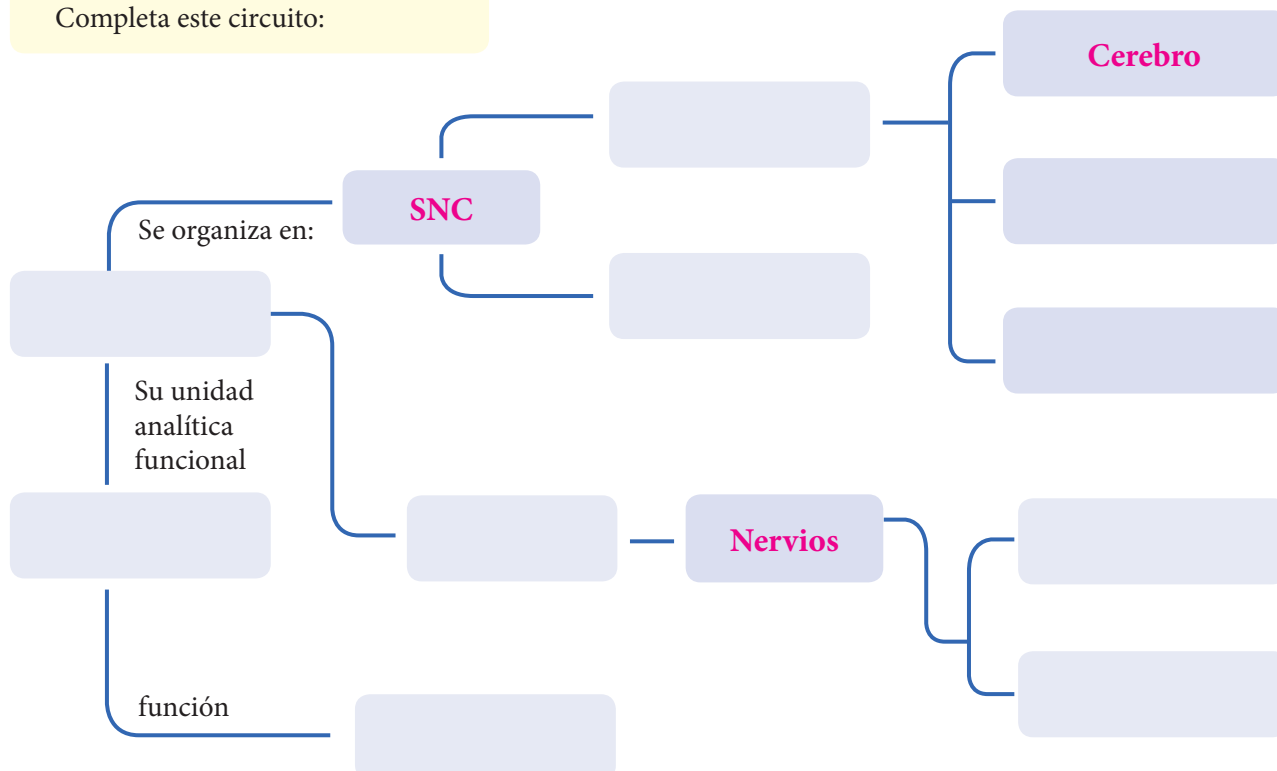 Completa este circuito:
Cerebro
SNC
Se organiza en:
Su unidad
analítica
funcional
Nervios
función